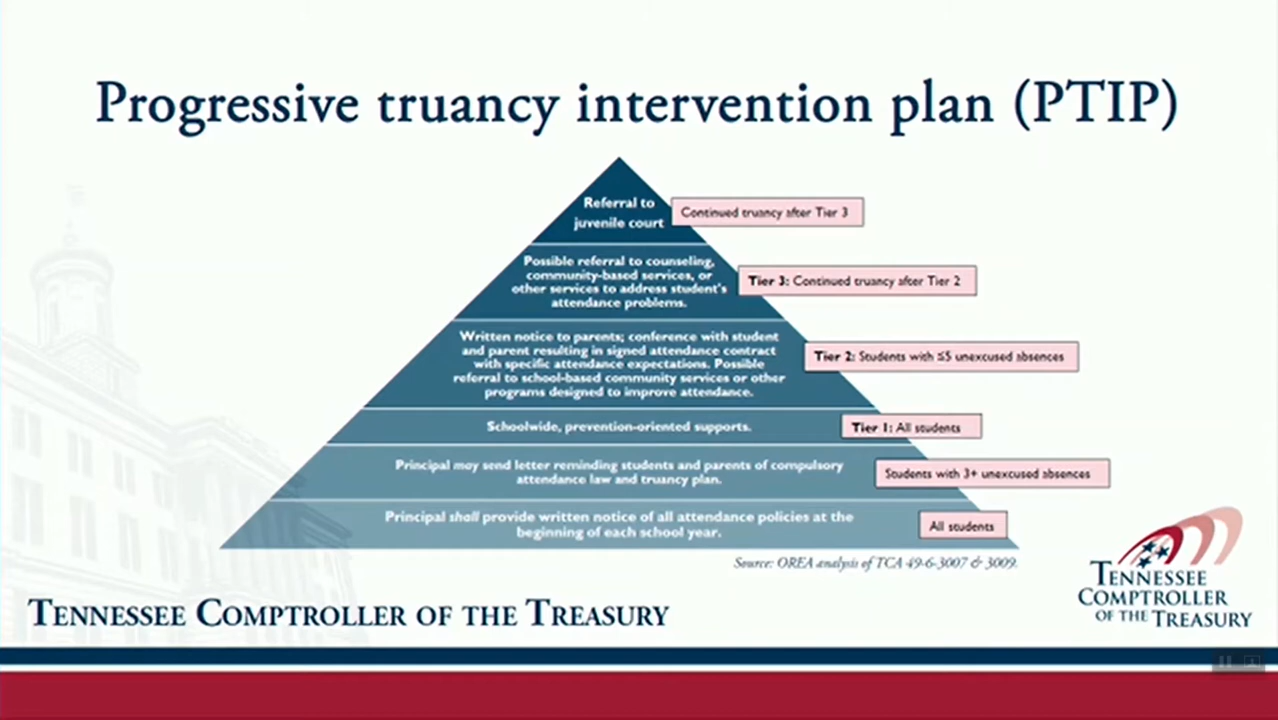 Progressive truancy intervention plan (PTIP)
Referral to
juvenile court
Continued truancy after Tier 3
Possible referral to counseling,
community-based services, or
other services to address student's
attendance problems.
Tier 3: Continued truancy after Tier 2
Written notice to parents; conference with student
and parent resulting in signed attendance contract
with specific attendance expectations. Possible
referral to school-based community services or other
programs designed to improve attendance.
Tier 2: Students with ≤5 unexcused absences
Schoolwide, prevention-oriented supports.
Tier 1: All students
Principal may send letter reminding students and parents of compulsory
attendance law and truancy plan.
Students with 3+ unexcused absences
Principal shall provide written notice of all attendance policies at the
beginning of each school year.
All students
Source: OREA analysis of TCA 49-6-3007 & 3009.
TENNESSEE COMPTROLLER OF THE TREASURY
TENNESSEE
COMPTROLLER
OF THE TREASURY